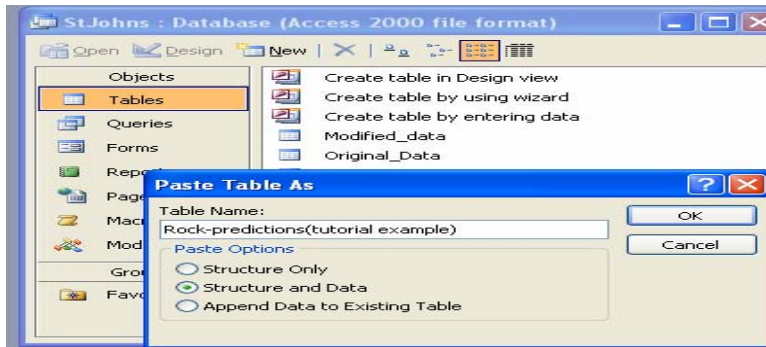 StJohns : Database (Access 2000 file format)
Open Design New
Objects
Tables
Queries
Forms
Favo
Create table in Design view
Create table by using wizard
Create table by entering data
Modified_data
Original_Data
Paste Table As
Table Name:
Rock-predictions(tutorial example)
Paste Options
Structure Only
Structure and Data
Append Data to Existing Table
OK
Cancel